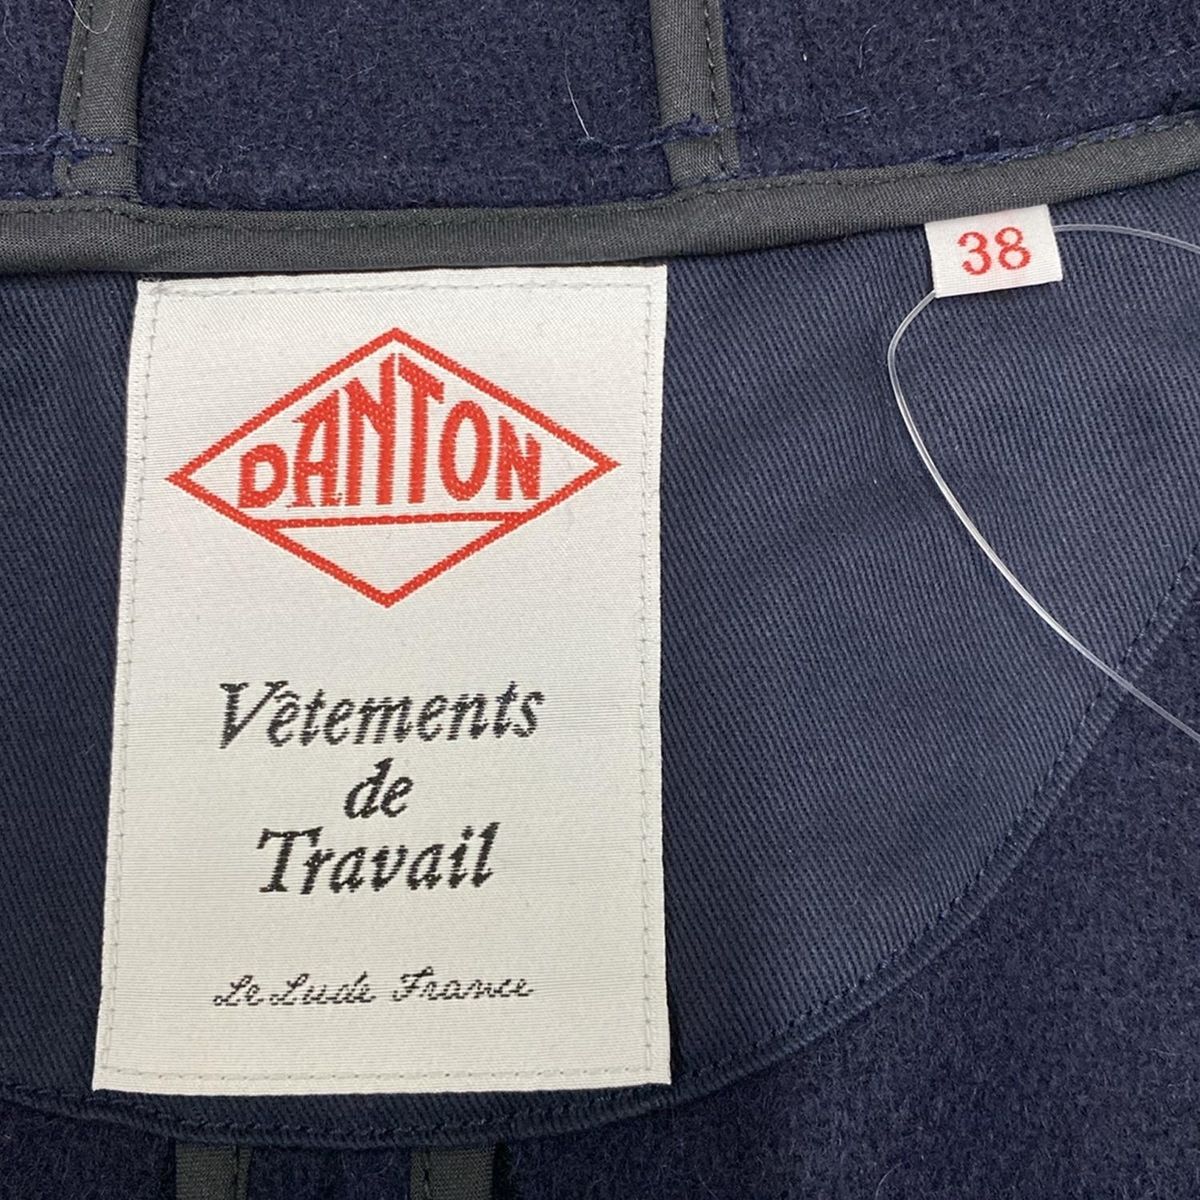 38
DANTON
Vêtements
de
Travail
Le Lude France